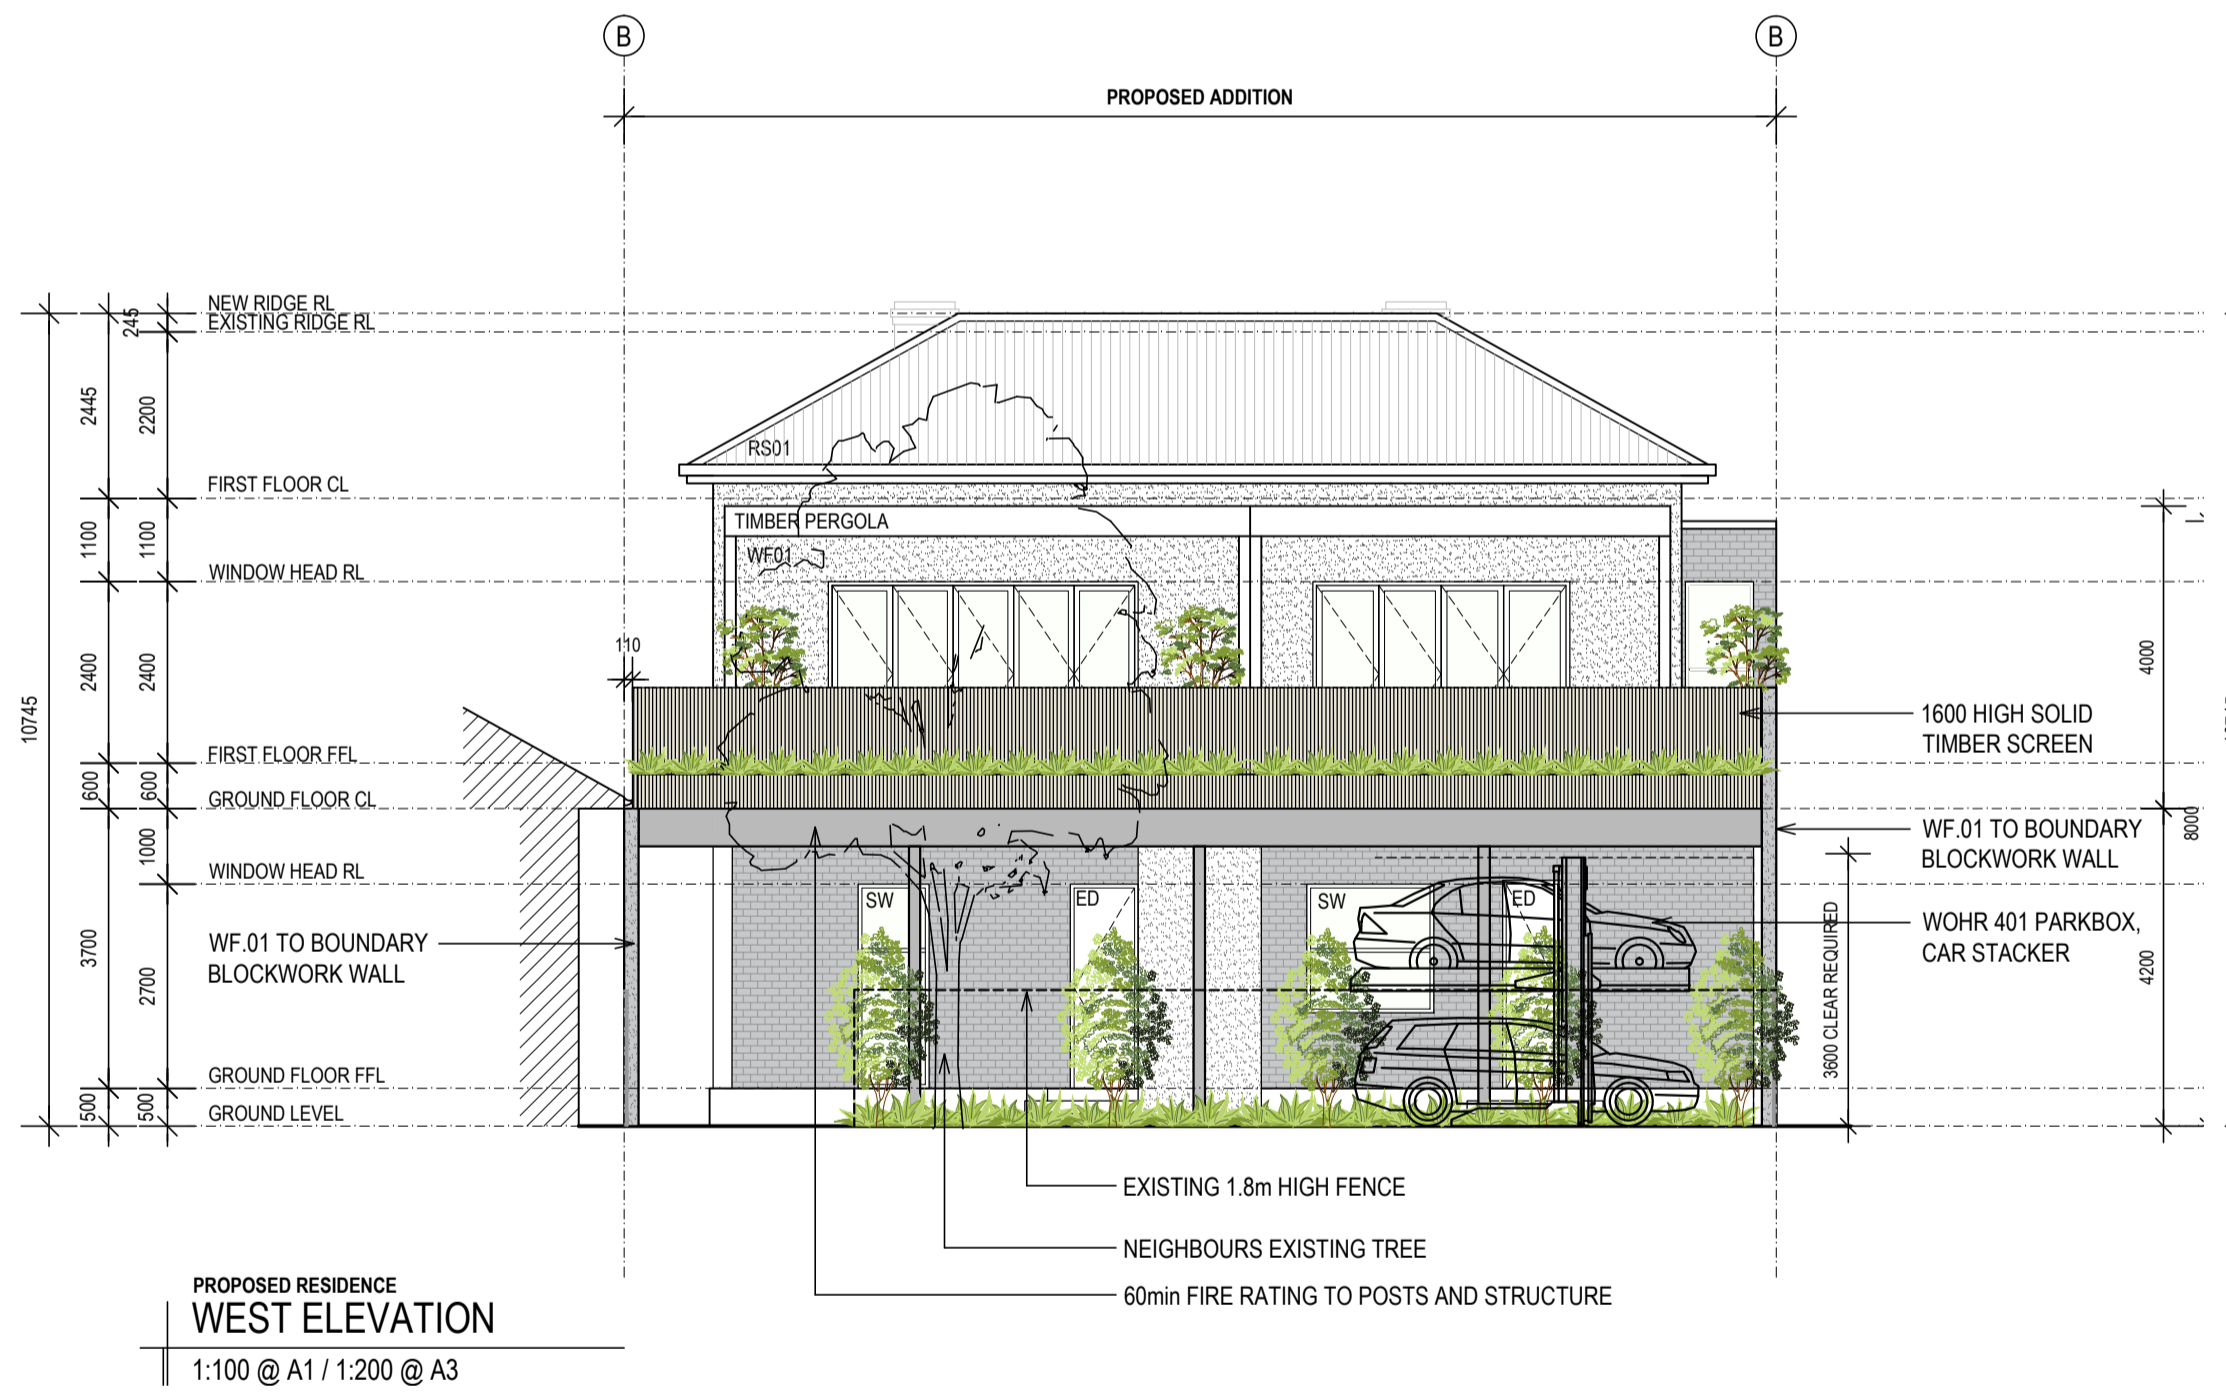 B
B
PROPOSED ADDITION
NEW RIDGE RL
EXISTING RIDGE RL
FIRST FLOOR CL
WINDOW HEAD RL
FIRST FLOOR FFL
GROUND FLOOR CL
WINDOW HEAD RL
GROUND FLOOR FFL
GROUND LEVEL
10745
2445
1100
2400
600
3700
500
245
2200
1100
2400
600
1000
2700
500
110
RS01
TIMBER PERGOLA
WF01
SW
ED
SW
ED
WF.01 TO BOUNDARY
BLOCKWORK WALL
1600 HIGH SOLID
TIMBER SCREEN
WF.01 TO BOUNDARY
BLOCKWORK WALL
WOHR 401 PARKBOX,
CAR STACKER
3600 CLEAR REQUIRED
4000
4200
8000
EXISTING 1.8m HIGH FENCE
NEIGHBOURS EXISTING TREE
60min FIRE RATING TO POSTS AND STRUCTURE
PROPOSED RESIDENCE
WEST ELEVATION
1:100 @ A1 / 1:200 @ A3